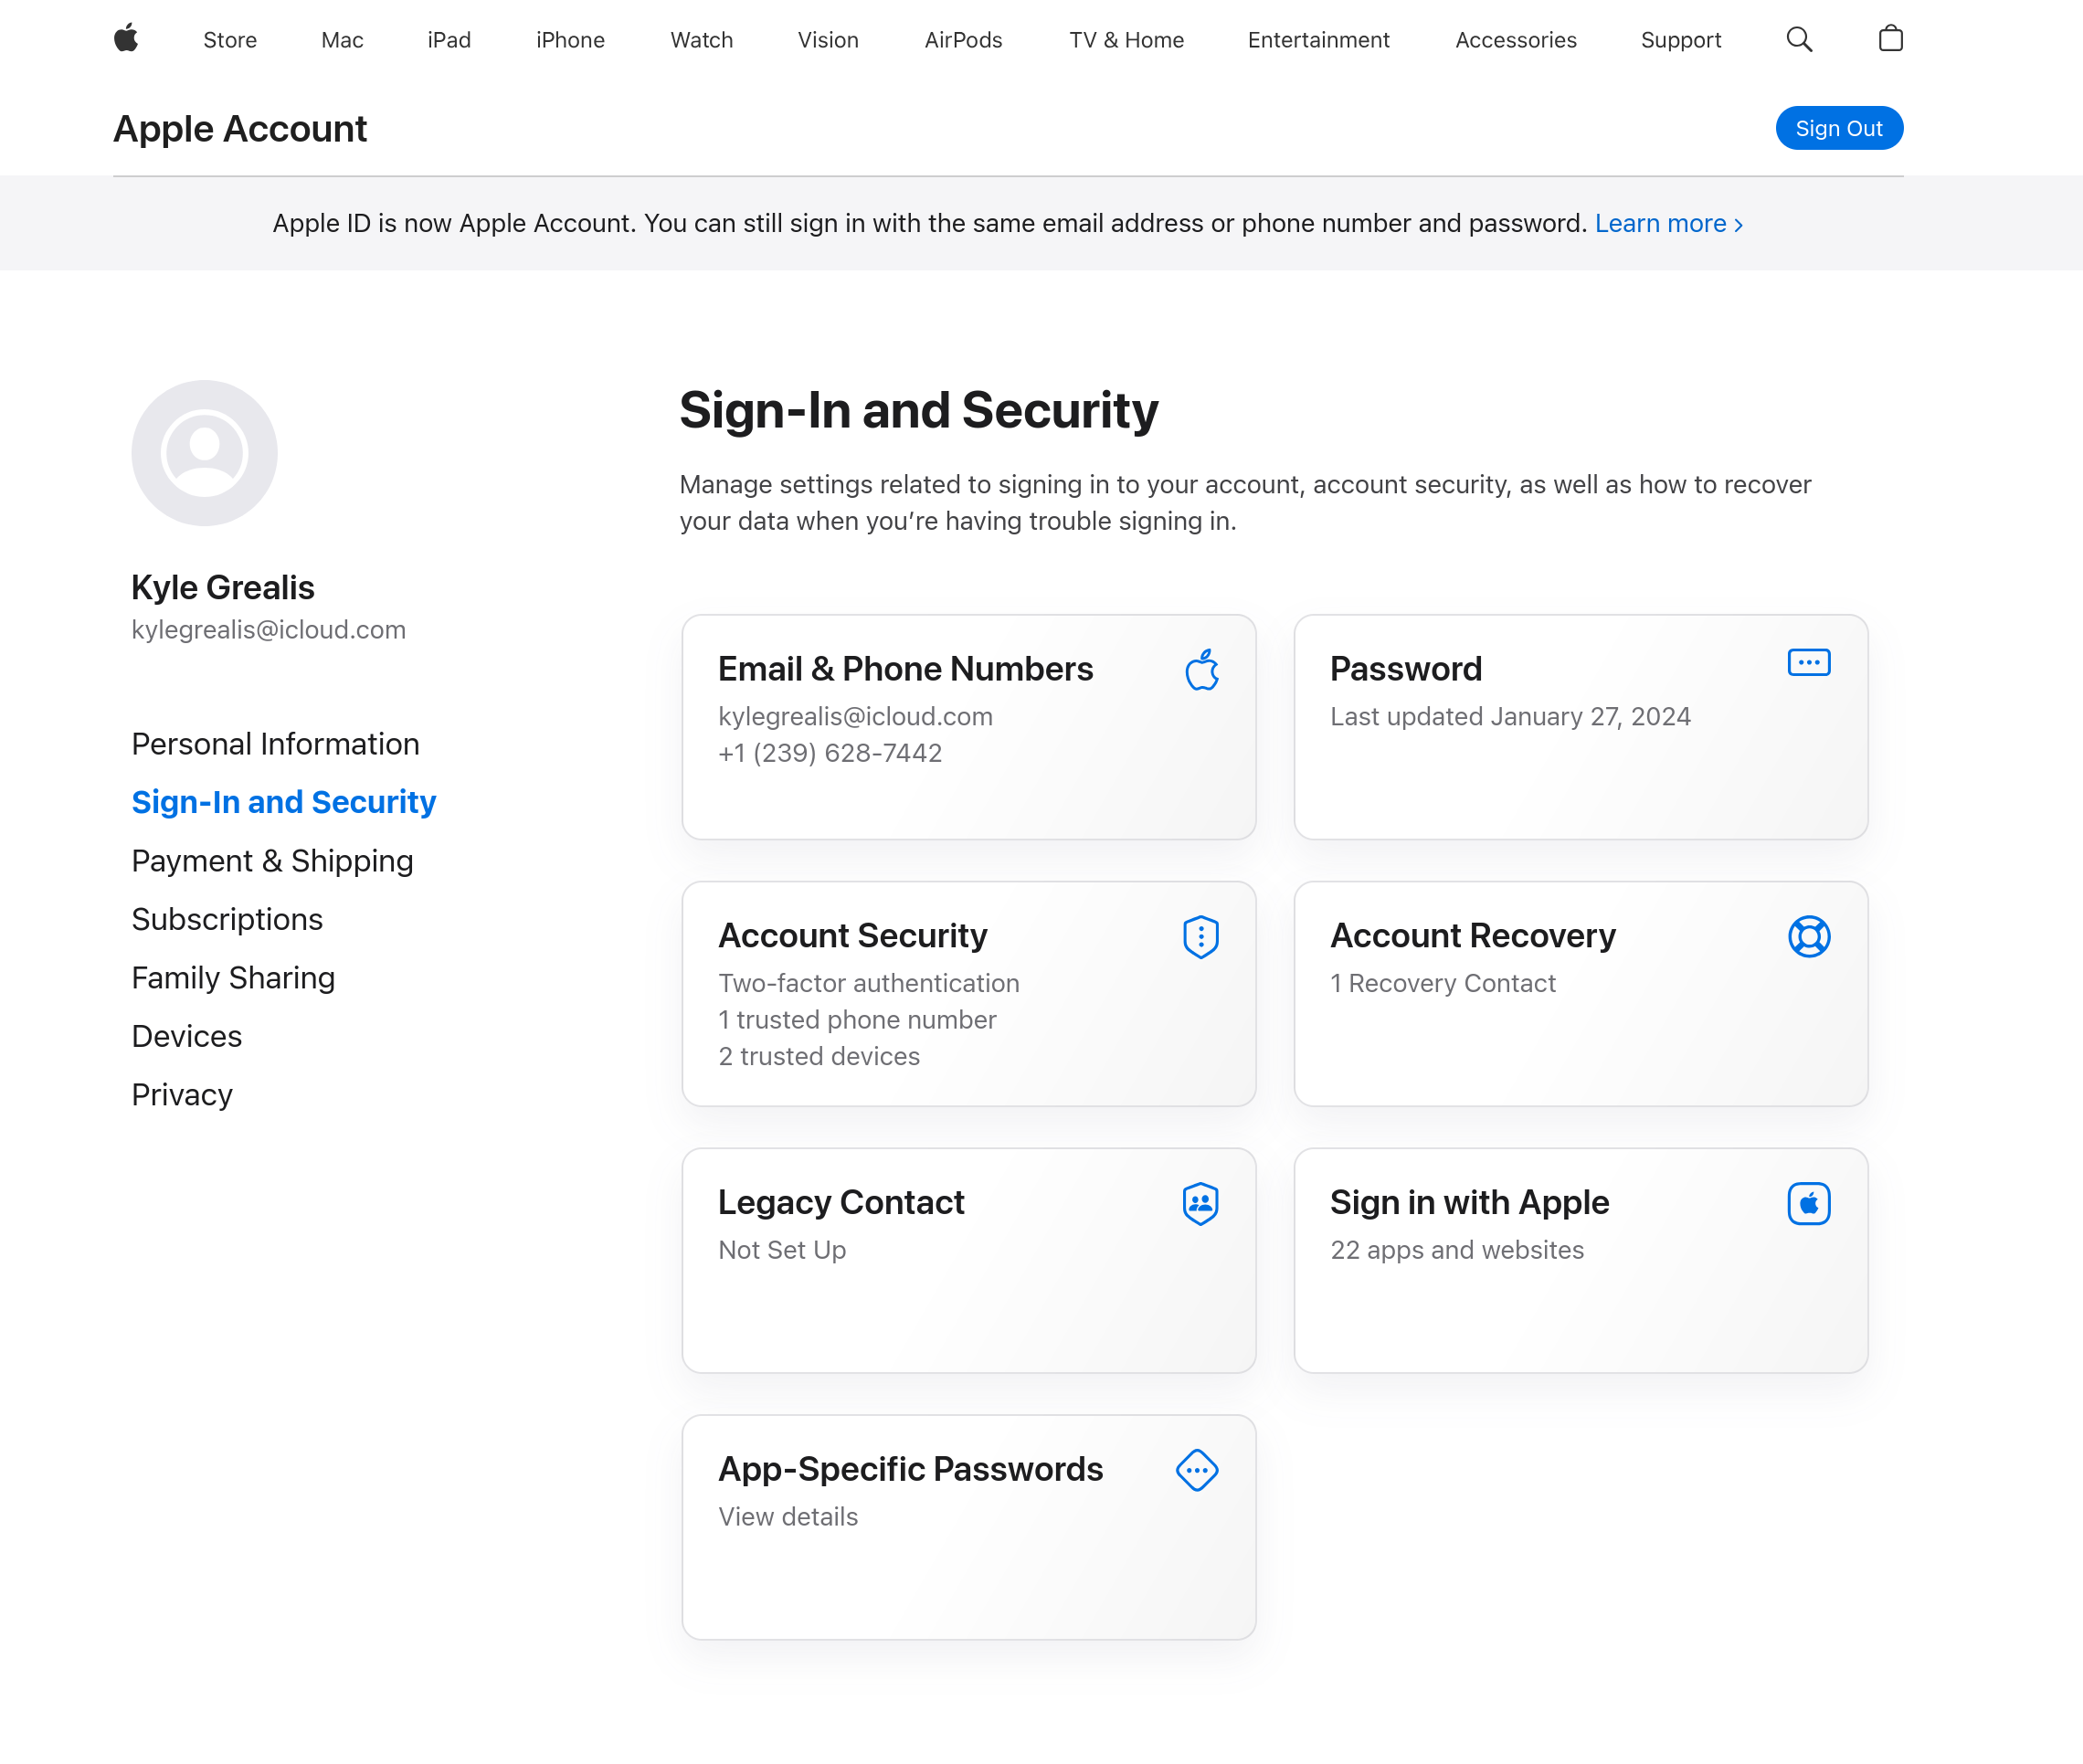 Store Mac iPad iPhone Watch Vision AirPods TV & Home Entertainment Accessories Support
Apple Account
Sign Out
Apple ID is now Apple Account. You can still sign in with the same email address or phone number and password. Learn more >
Kyle Grealis
kylegrealis@icloud.com
Personal Information
Sign-In and Security
Payment & Shipping
Subscriptions
Family Sharing
Devices
Privacy
Sign-In and Security
Manage settings related to signing in to your account, account security, as well as how to recover
your data when you’re having trouble signing in.
Email & Phone Numbers
kylegrealis@icloud.com
+1 (239) 628-7442
Password
Last updated January 27, 2024
Account Security
Two-factor authentication
1 trusted phone number
2 trusted devices
Account Recovery
1 Recovery Contact
Legacy Contact
Not Set Up
Sign in with Apple
22 apps and websites
App-Specific Passwords
View details